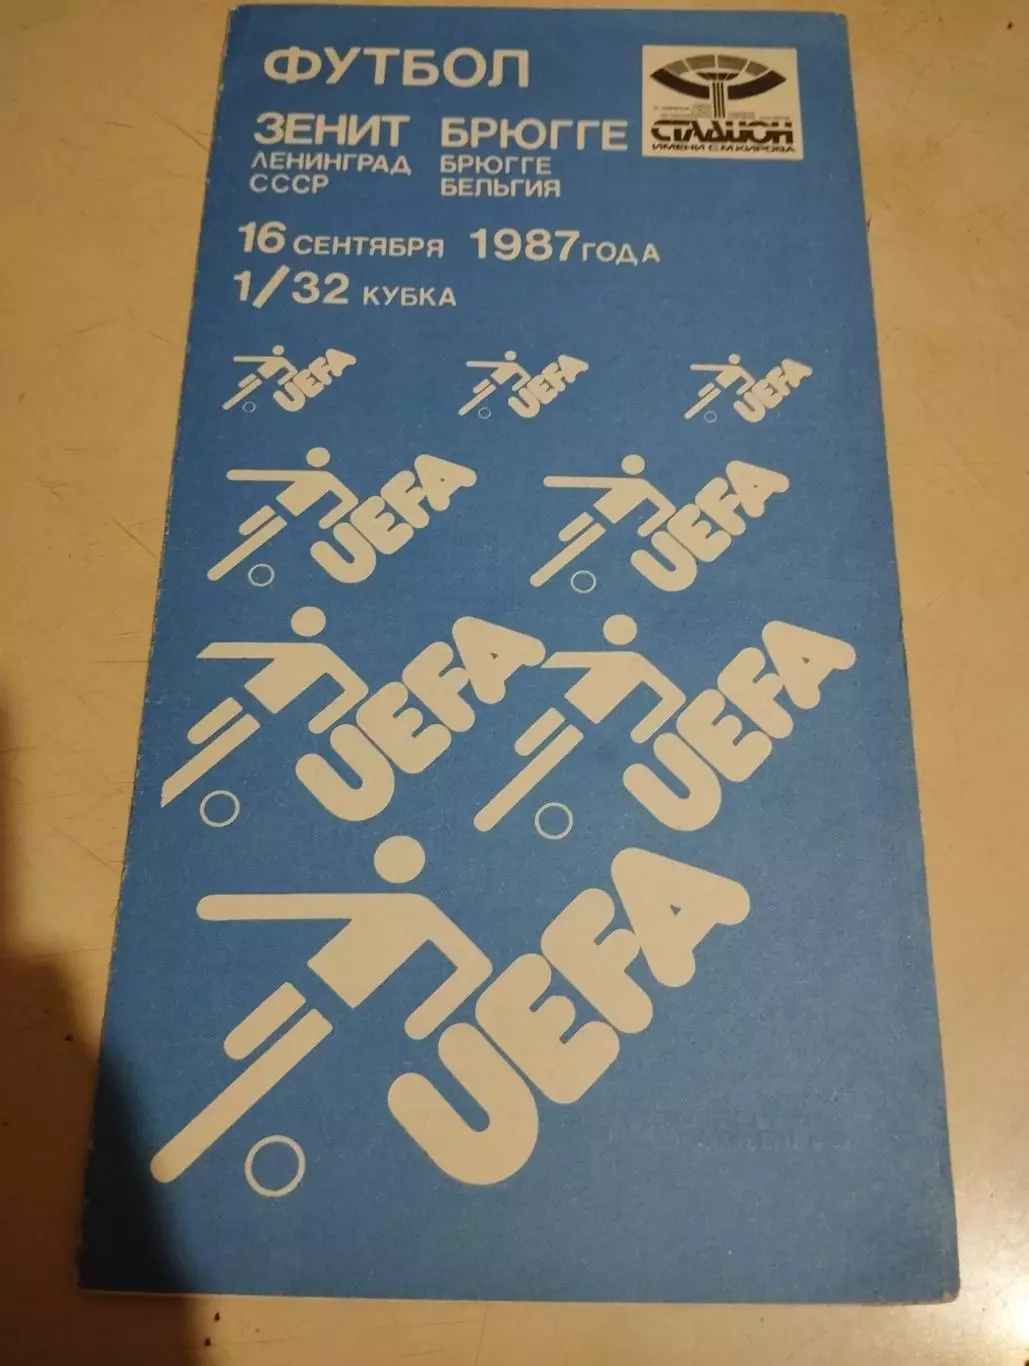 ФУТБОЛ
СТАДИОН
ИМЕНИ С.М.КИРОВА
ЗЕНИТ БРЮГГЕ
ЛЕНИНГРАД БРЮГГЕ
СССР БЕЛЬГИЯ
16 СЕНТЯБРЯ 1987 ГОДА
1/32 КУБКА
UEFA UEFA UEFA
UEFA UEFA
UEFA UEFA
UEFA